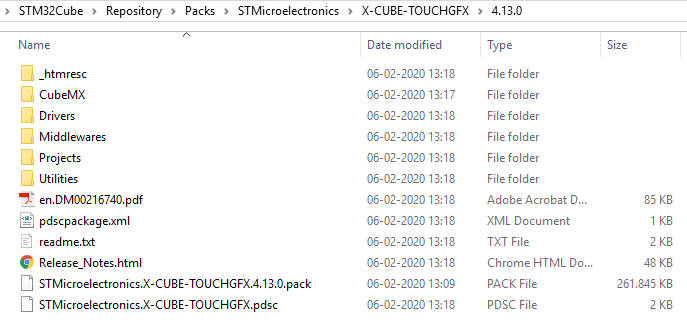 STM32Cube > Repository > Packs > STMicroelectronics > X-CUBE-TOUCHGFX > 4.13.0
Name Date modified Type Size
_htmresc 06-02-2020 13:18 File folder
CubeMX 06-02-2020 13:17 File folder
Drivers 06-02-2020 13:18 File folder
Middlewares 06-02-2020 13:18 File folder
Projects 06-02-2020 13:18 File folder
Utilities 06-02-2020 13:18 File folder
en.DM00216740.pdf 06-02-2020 13:18 Adobe Acrobat D... 85 KB
pdscpackage.xml 06-02-2020 13:18 XML Document 1 KB
readme.txt 06-02-2020 13:18 TXT File 2 KB
Release_Notes.html 06-02-2020 13:18 Chrome HTML Do... 48 KB
STMicroelectronics.X-CUBE-TOUCHGFX.4.13.0.pack 06-02-2020 13:09 PACK File 261.845 KB
STMicroelectronics.X-CUBE-TOUCHGFX.pdsc 06-02-2020 13:18 PDSC File 2 KB